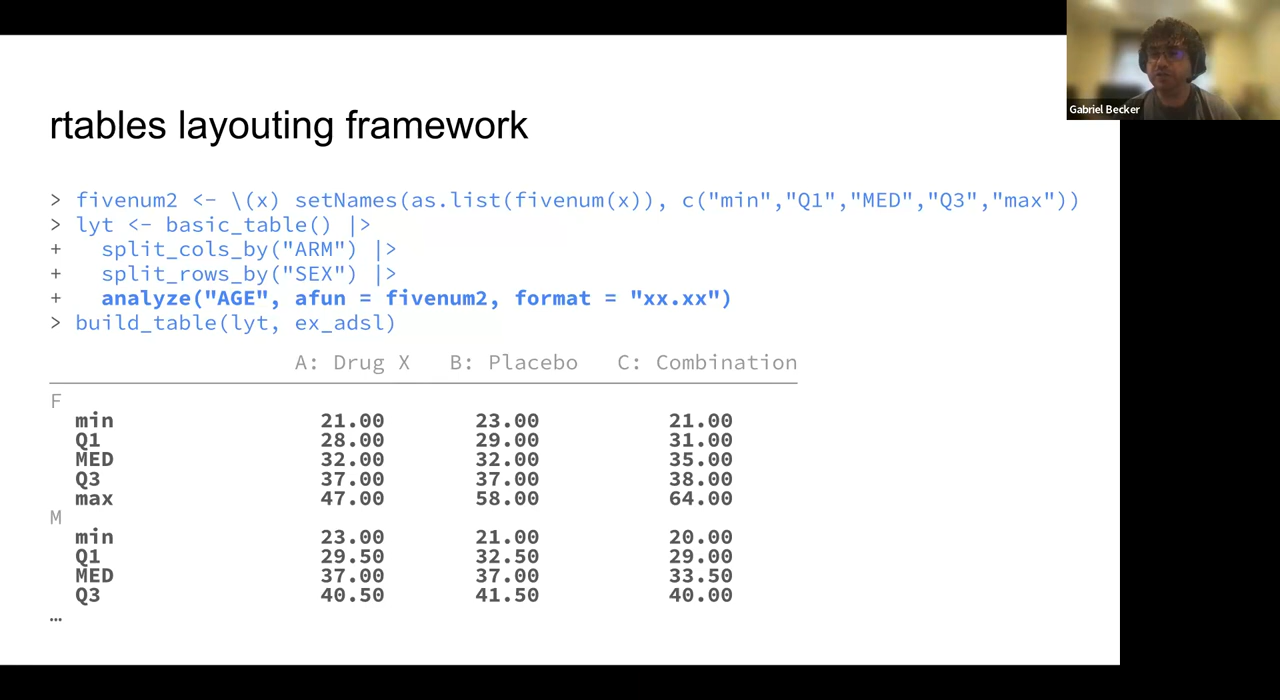 Gabriel Becker
rtables layouting framework
> fivenum2 <- \(x) setNames(as.list(fivenum(x)), c("min","Q1","MED","Q3","max"))
> lyt <- basic_table() |>
+   split_cols_by("ARM") |>
+   split_rows_by("SEX") |>
+   analyze("AGE", afun = fivenum2, format = "xx.xx")
> build_table(lyt, ex_adsl)
A: Drug X   B: Placebo   C: Combination
F
min   21.00   23.00   21.00
Q1   28.00   29.00   31.00
MED   32.00   32.00   35.00
Q3   37.00   37.00   38.00
max   47.00   58.00   64.00
M
min   23.00   21.00   20.00
Q1   29.50   32.50   29.00
MED   37.00   37.00   33.50
Q3   40.50   41.50   40.00
…